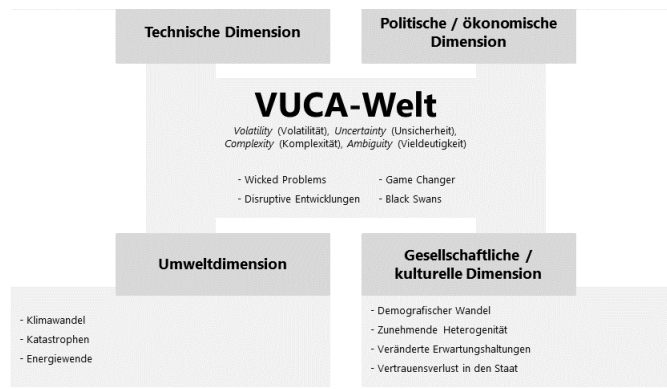 Technische Dimension
Politische / ökonomische
Dimension
VUCA-Welt
Volatility (Volatilität), Uncertainty (Unsicherheit),
Complexity (Komplexität), Ambiguity (Vieldeutigkeit)
- Wicked Problems
- Disruptive Entwicklungen
- Game Changer
- Black Swans
Umweltdimension
- Klimawandel
- Katastrophen
- Energiewende
Gesellschaftliche /
kulturelle Dimension
- Demografischer Wandel
- Zunehmende Heterogenität
- Veränderte Erwartungshaltungen
- Vertrauensverlust in den Staat